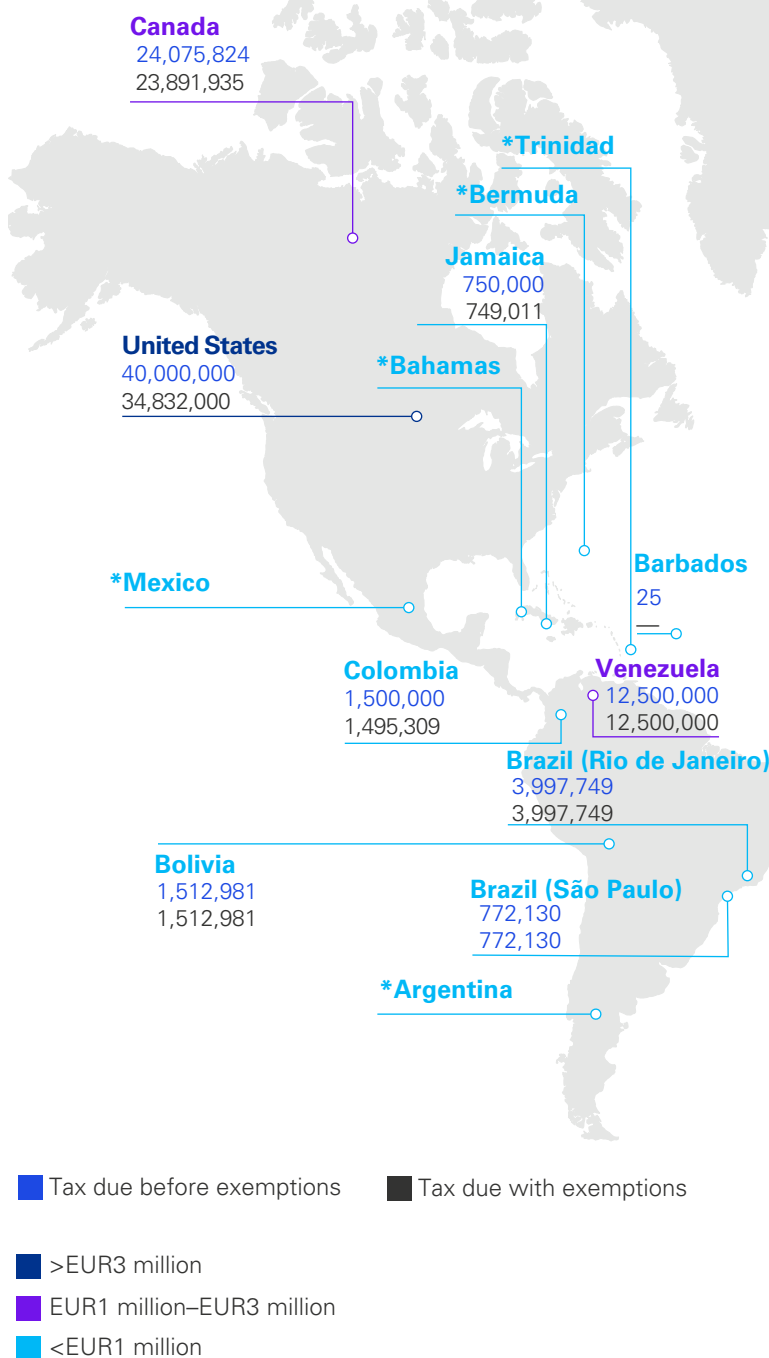 Canada
24,075,824
23,891,935
*Trinidad
*Bermuda
Jamaica
750,000
749,011
United States
40,000,000
34,832,000
*Bahamas
*Mexico
Barbados
25
—
Colombia
1,500,000
1,495,309
Venezuela
12,500,000
12,500,000
Brazil (Rio de Janeiro)
3,997,749
3,997,749
Bolivia
1,512,981
1,512,981
Brazil (São Paulo)
772,130
772,130
*Argentina
Tax due before exemptions
Tax due with exemptions
>EUR3 million
EUR1 million–EUR3 million
<EUR1 million